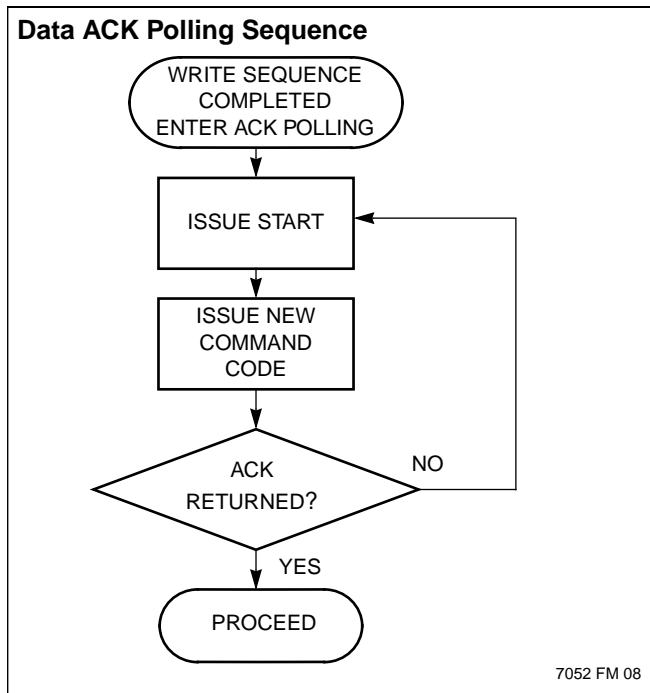 Data ACK Polling Sequence
WRITE SEQUENCE
COMPLETED
ENTER ACK POLLING
ISSUE START
ISSUE NEW
COMMAND
CODE
ACK
RETURNED?
NO
YES
PROCEED
7052 FM 08